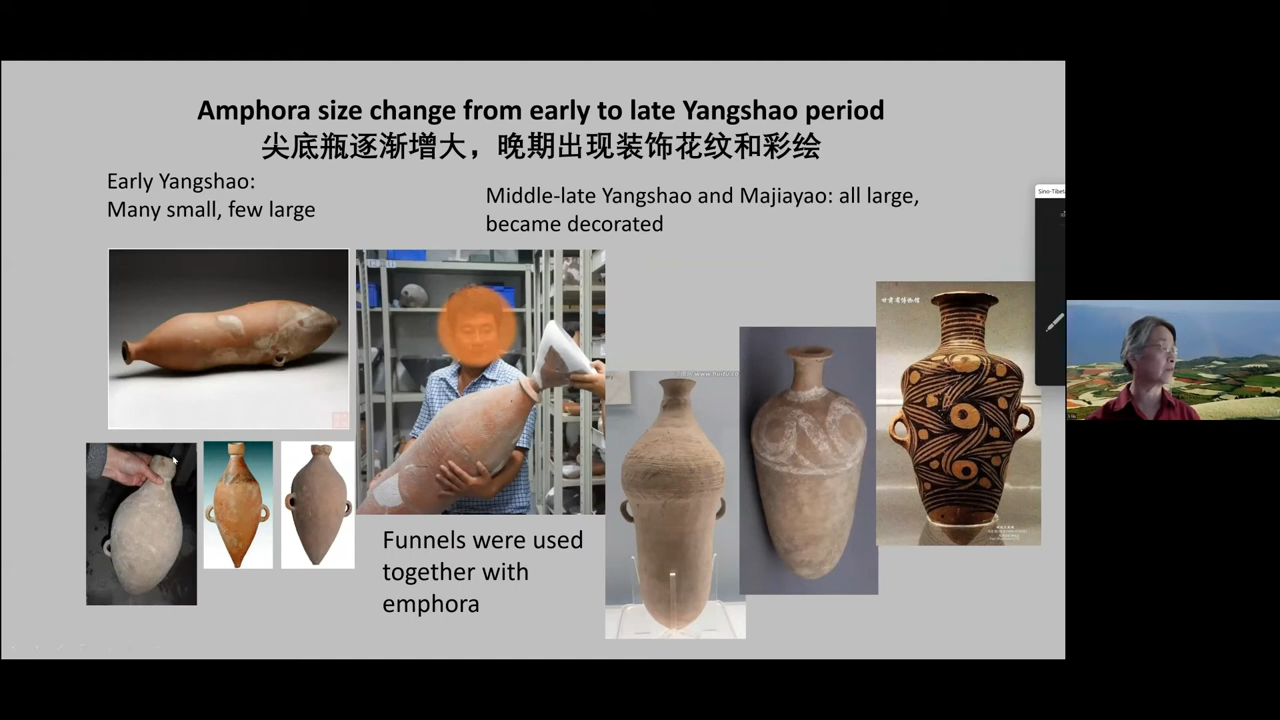 Amphora size change from early to late Yangshao period
尖底瓶逐渐增大，晚期出现装饰花纹和彩绘
Early Yangshao:
Many small, few large
Middle-late Yangshao and Majiayao: all large,
became decorated
Sino-Tibet
甘肃省博物馆
Funnels were used
together with
emphora